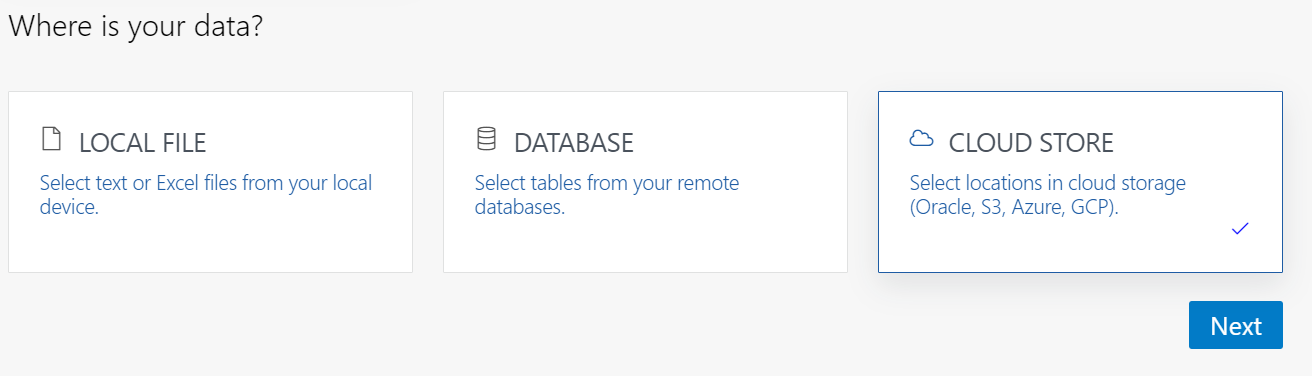 Where is your data?
LOCAL FILE
Select text or Excel files from your local
device.
DATABASE
Select tables from your remote
databases.
CLOUD STORE
Select locations in cloud storage
(Oracle, S3, Azure, GCP).
Next